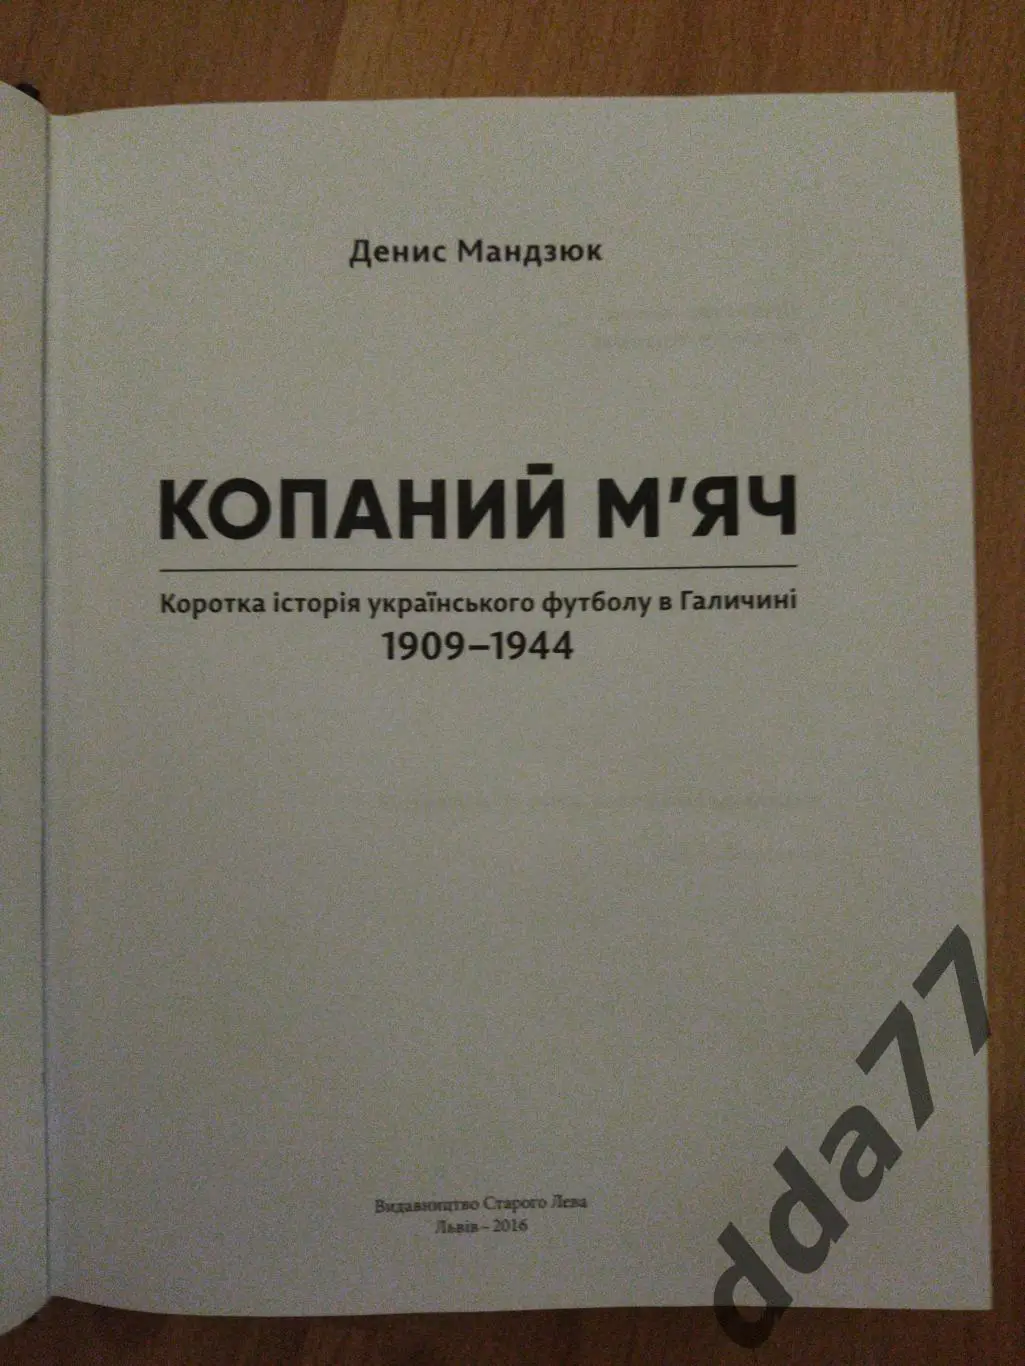 Денис Мандзюк
КОПАНИЙ М'ЯЧ
Коротка історія українського футболу в Галичині
1909–1944
Видавництво Старого Лева
Львів – 2016
dda77